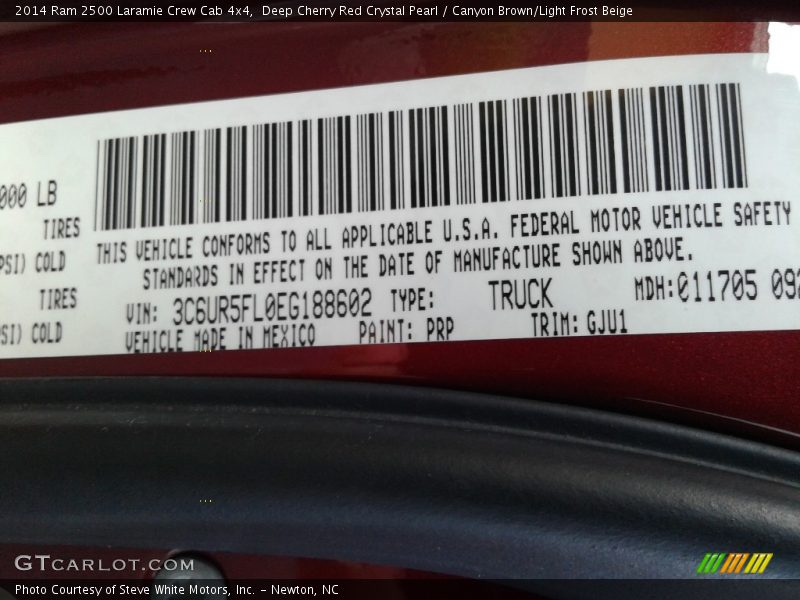 2014 Ram 2500 Laramie Crew Cab 4x4,  Deep Cherry Red Crystal Pearl / Canyon Brown/Light Frost Beige
000 LB
TIRES
PSI) COLD
TIRES
SI) COLD
THIS VEHICLE CONFORMS TO ALL APPLICABLE U.S.A. FEDERAL MOTOR VEHICLE SAFETY
STANDARDS IN EFFECT ON THE DATE OF MANUFACTURE SHOWN ABOVE.
VIN: 3C6UR5FL0EG188602 TYPE: TRUCK MDH:011705 092
VEHICLE MADE IN MEXICO PAINT: PRP TRIM: GJU1
GTCARLOT.COM
Photo Courtesy of Steve White Motors, Inc. – Newton, NC